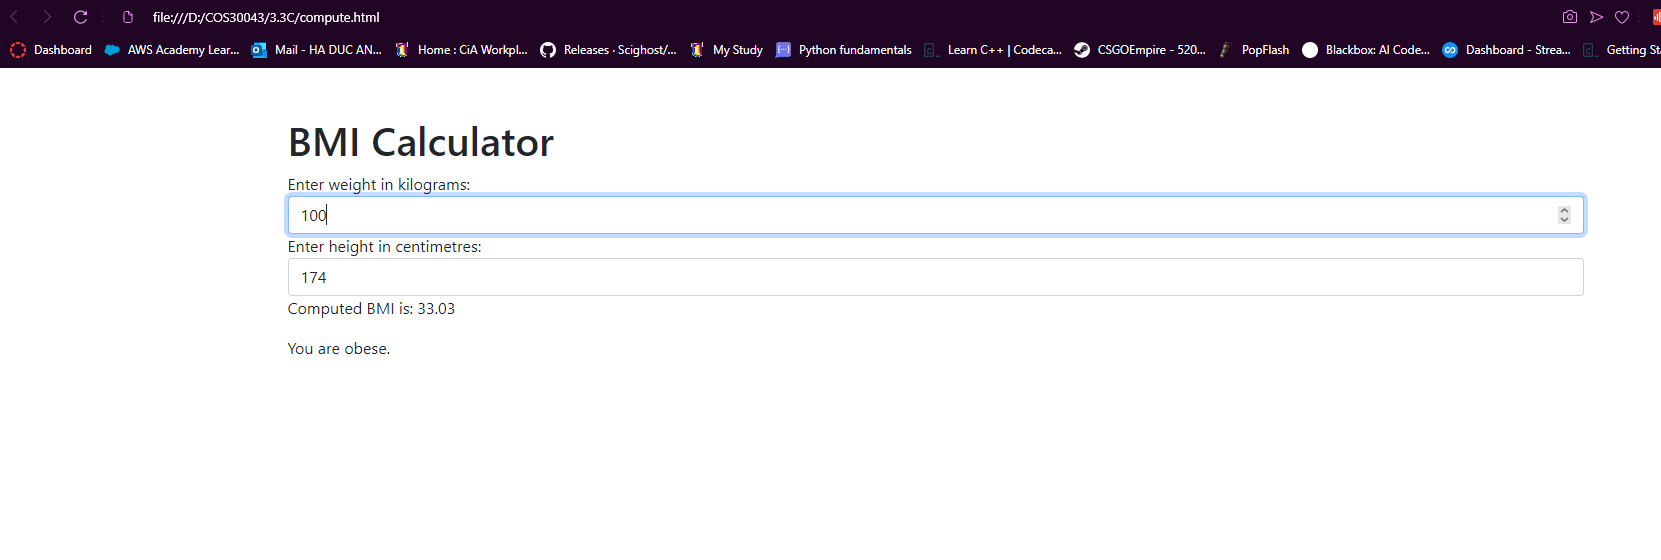 file:///D:/COS30043/3.3C/compute.html
Dashboard AWS Academy Lear... Mail - HA DUC AN... Home : CiA Workpl... Releases · Scighost/... My Study Python fundamentals Learn C++ | Codeca... CSGOEmpire - 520... PopFlash Blackbox: AI Code... Dashboard - Strea... Getting St
BMI Calculator
Enter weight in kilograms:
100
Enter height in centimetres:
174
Computed BMI is: 33.03
You are obese.